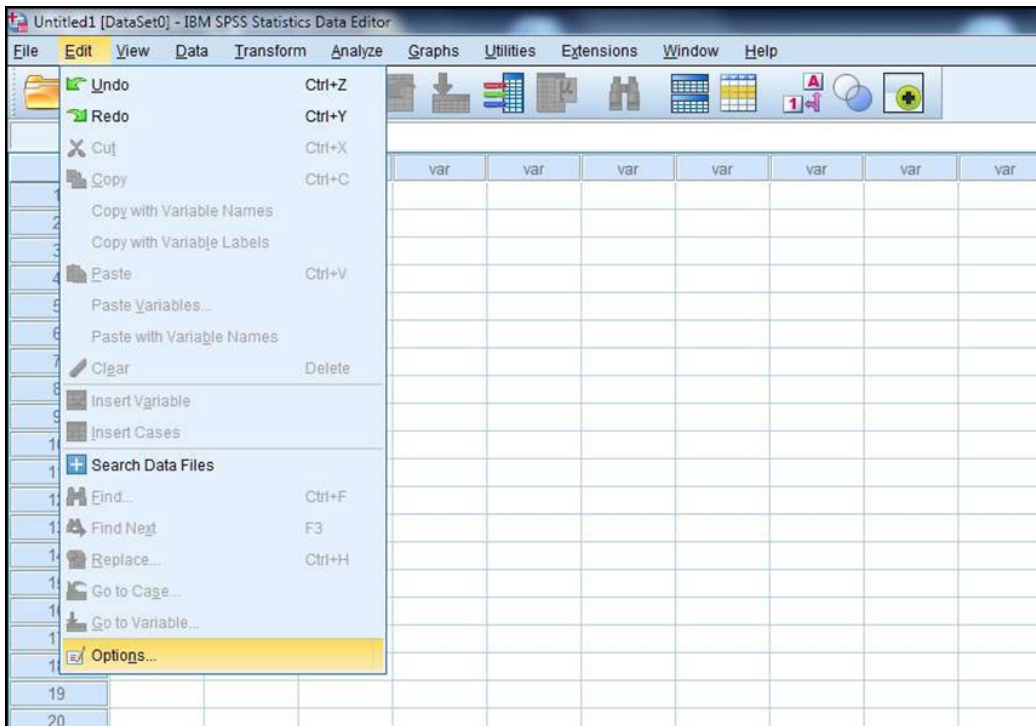 Untitled1 [DataSet0] - IBM SPSS Statistics Data Editor
File Edit View Data Transform Analyze Graphs Utilities Extensions Window Help
Undo Ctrl+Z
Redo Ctrl+Y
Cut Ctrl+X
Copy Ctrl+C
Copy with Variable Names
Copy with Variable Labels
Paste Ctrl+V
Paste Variables...
Paste with Variable Names
Clear Delete
Insert Variable
Insert Cases
Search Data Files
Find... Ctrl+F
Find Next F3
Replace... Ctrl+H
Go to Case...
Go to Variable...
Options...
var var var var var var var
19
20